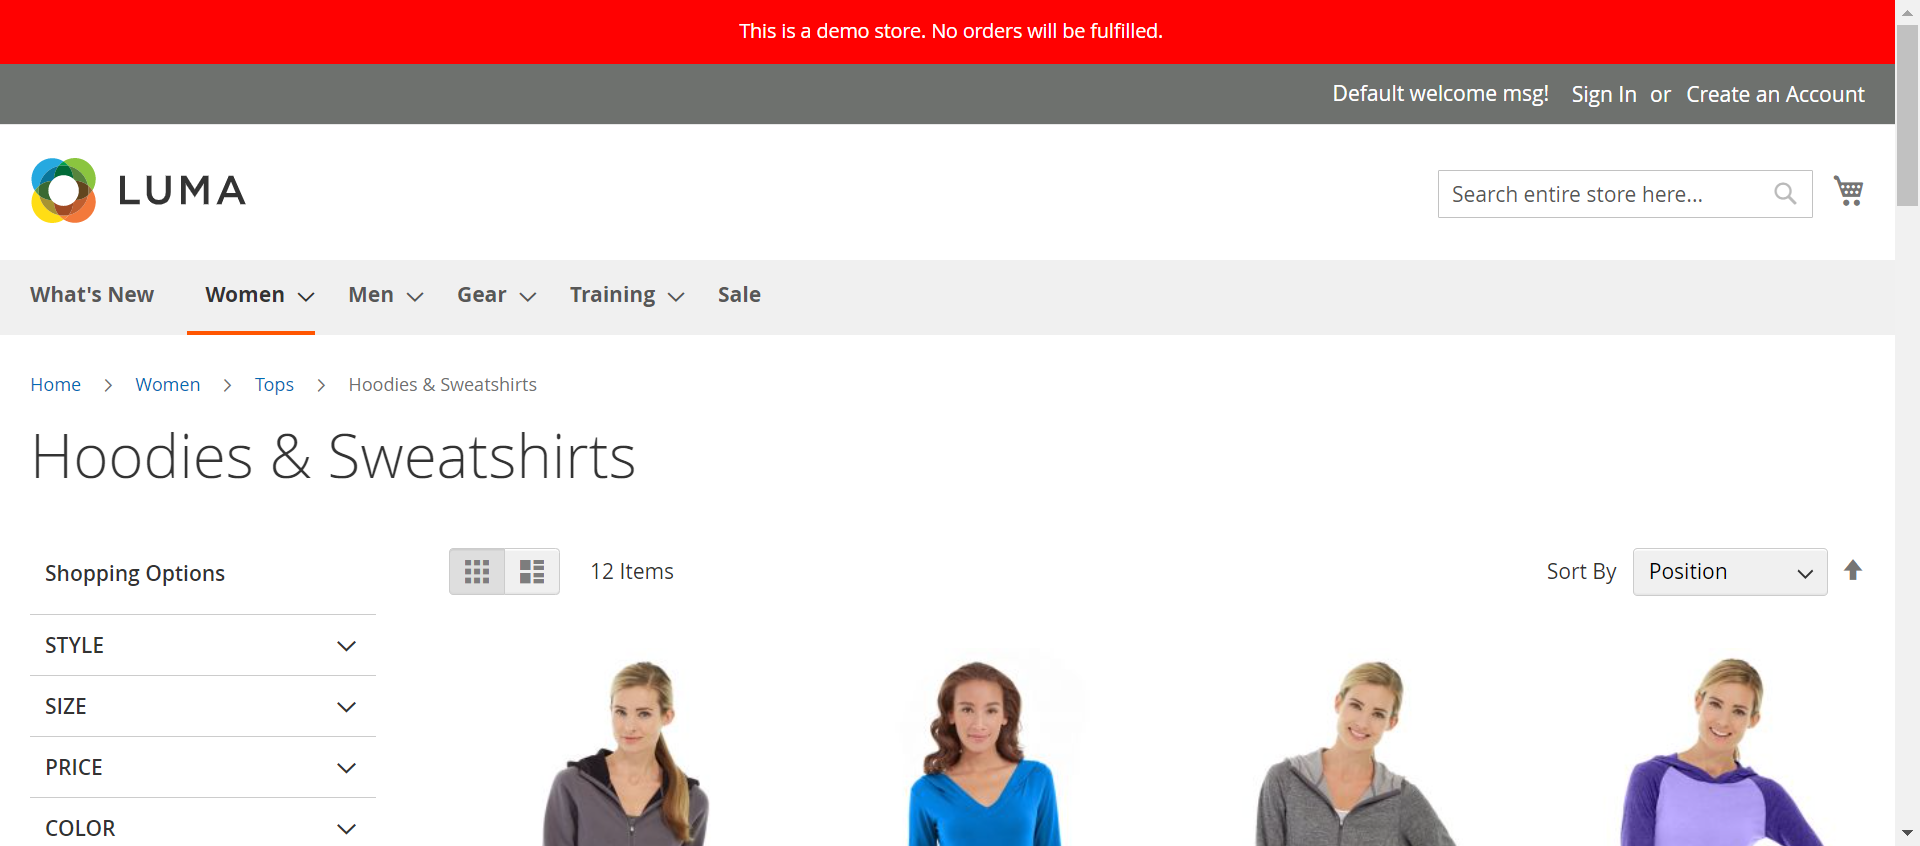 This is a demo store. No orders will be fulfilled.
Default welcome msg! Sign In or Create an Account
LUMA
Search entire store here...
What's New Women Men Gear Training Sale
Home > Women > Tops > Hoodies & Sweatshirts
Hoodies & Sweatshirts
Shopping Options
12 Items
Sort By Position
STYLE
SIZE
PRICE
COLOR